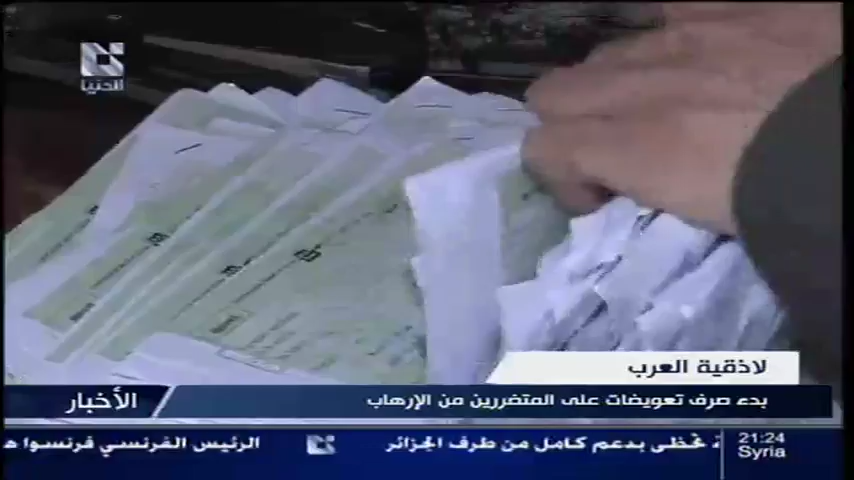 الدنيا
لاذقية العرب
الأخبار
بدء صرف تعويضات على المتضررين من الإرهاب
21:24
ة تحظى بدعم كامل من طرف الجزائر
الرئيس الفرنسي فرنسوا ه
Syria